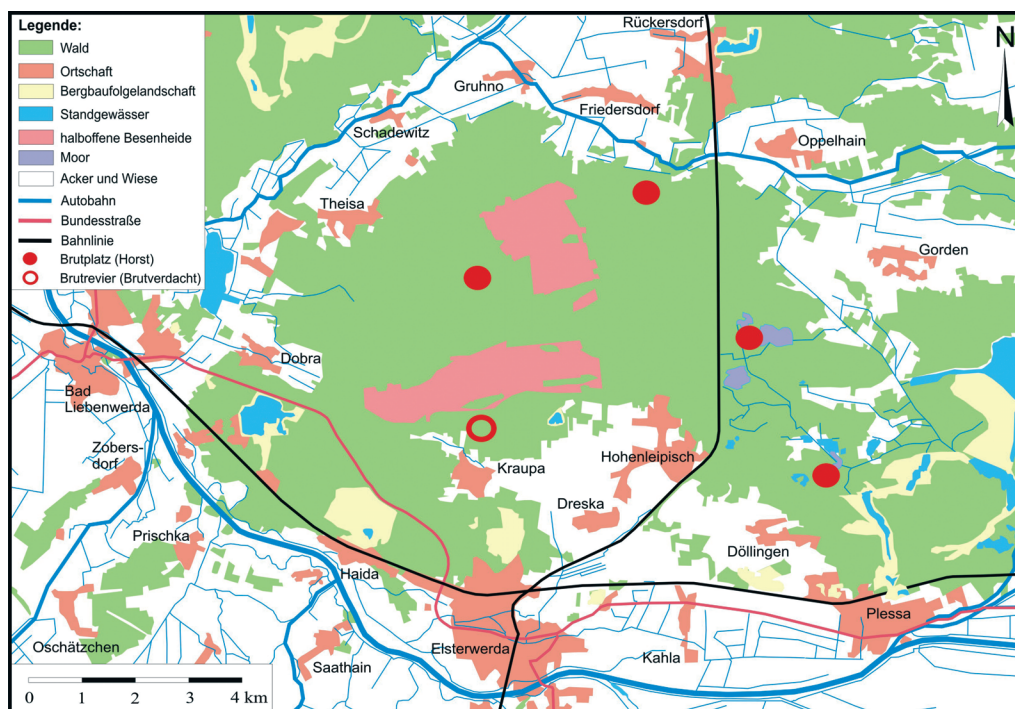 Legende:
Wald
Ortschaft
Bergbaufolgelandschaft
Standgewässer
halboffene Besenheide
Moor
Acker und Wiese
Autobahn
Bundesstraße
Bahnlinie
Brutplatz (Horst)
Brutrevier (Brutverdacht)
Rückersdorf
N
Gruhno
Friedersdorf
Schadewitz
Oppelhain
Theisa
Gorden
Dobra
Bad
Liebenwerda
Zobers-
dorf
Kraupa
Hohenleipisch
Dreska
Prischka
Döllingen
Haida
Plessa
Oschätzchen
Saathain
Elsterwerda
Kahla
0 1 2 3 4 km